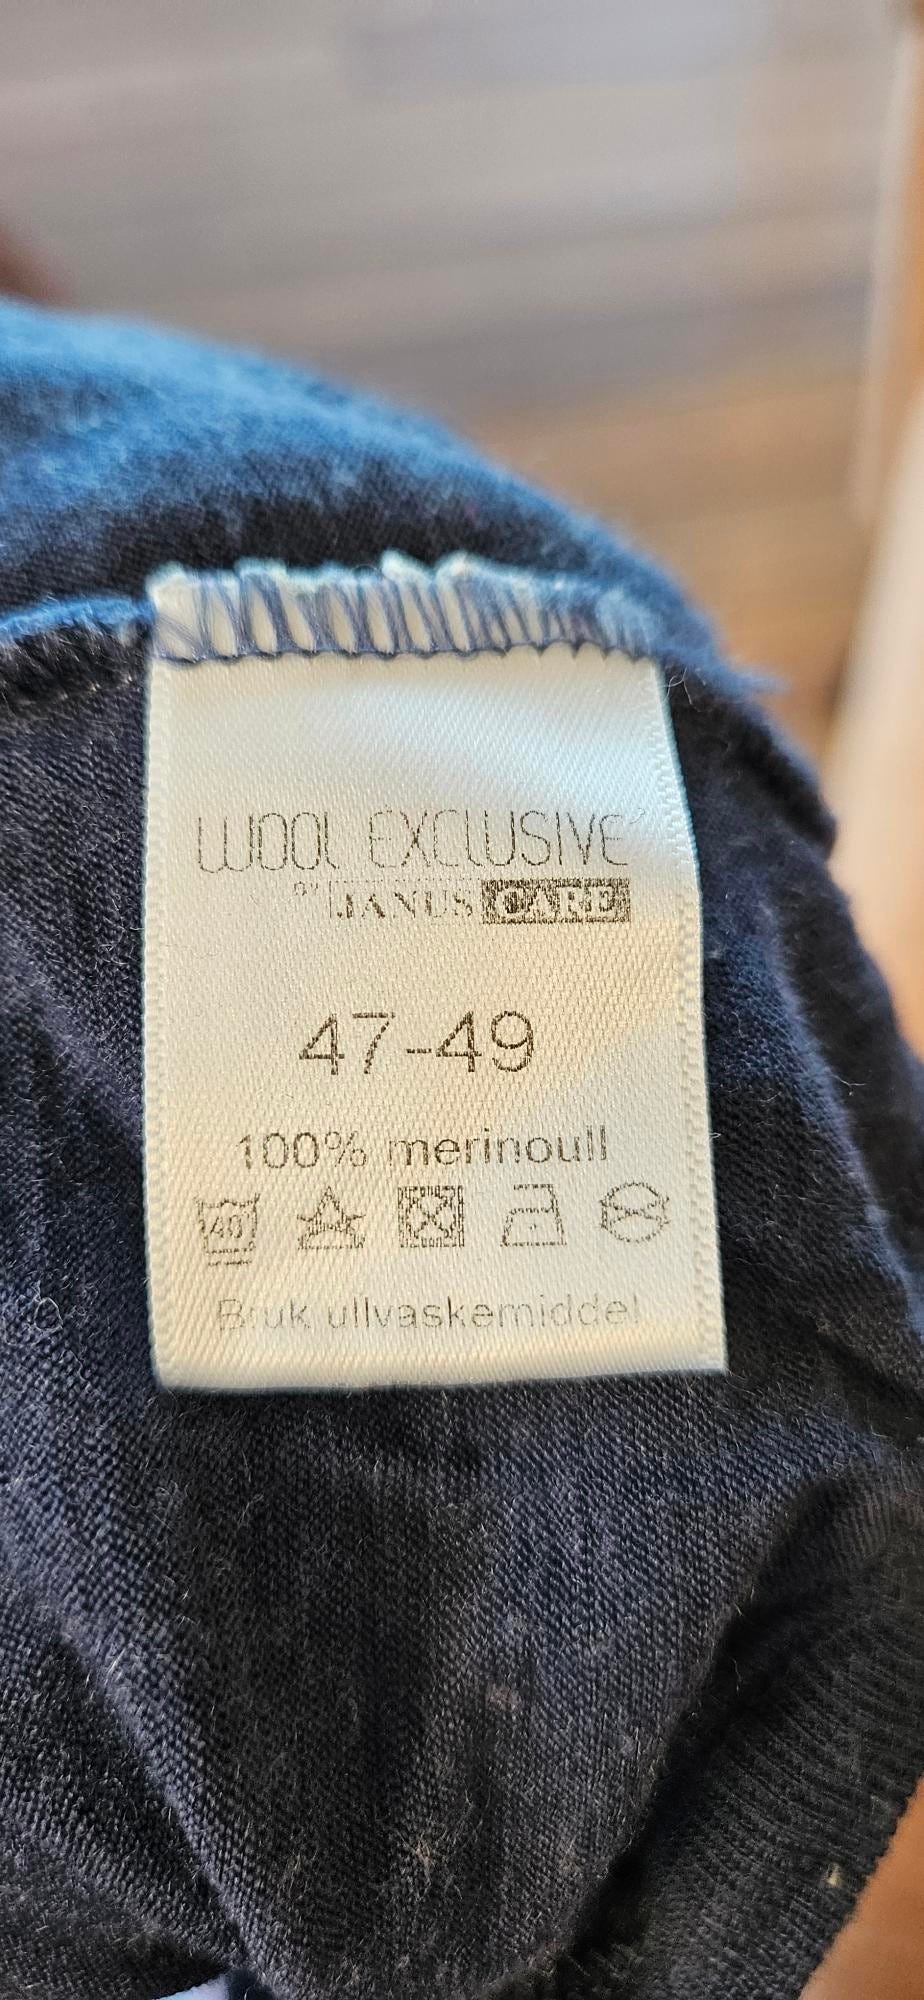 WOOL EXCLUSIVE
BY JANUS CARE
47-49
100% merinoull
40
Bruk ullvaskemiddel